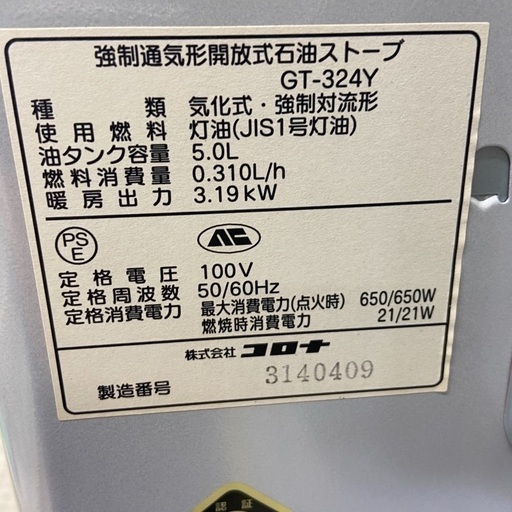 強制通気形開放式石油ストーブ
GT-324Y
種類 気化式・強制対流形
使用燃料 灯油(JIS1号灯油)
油タンク容量 5.0L
燃料消費量 0.310L/h
暖房出力 3.19kW
PS
E
定格電圧 100V
定格周波数 50/60Hz
定格消費電力 最大消費電力(点火時) 650/650W
燃焼時消費電力 21/21W
株式会社 コロナ
製造番号 3140409
認証